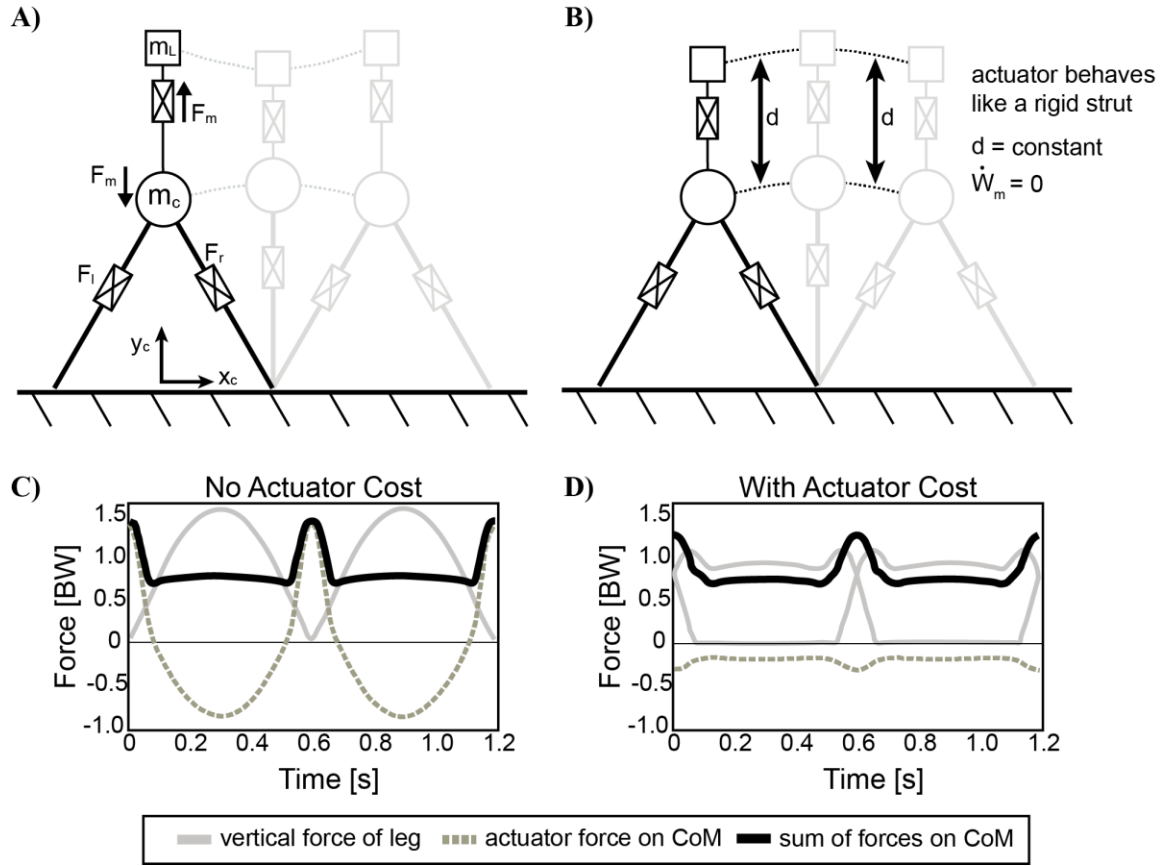 A)
m_L
F_m
F_m
m_c
F_l
F_r
y_c
x_c
B)
d
d
actuator behaves
like a rigid strut
d = constant
Ẇ_m = 0
C)
No Actuator Cost
Force [BW]
1.5
1.0
0.5
0
-0.5
-1.0
0 0.2 0.4 0.6 0.8 1.0 1.2
Time [s]
D)
With Actuator Cost
Force [BW]
1.5
1.0
0.5
0
-0.5
-1.0
0 0.2 0.4 0.6 0.8 1.0 1.2
Time [s]
vertical force of leg actuator force on CoM sum of forces on CoM